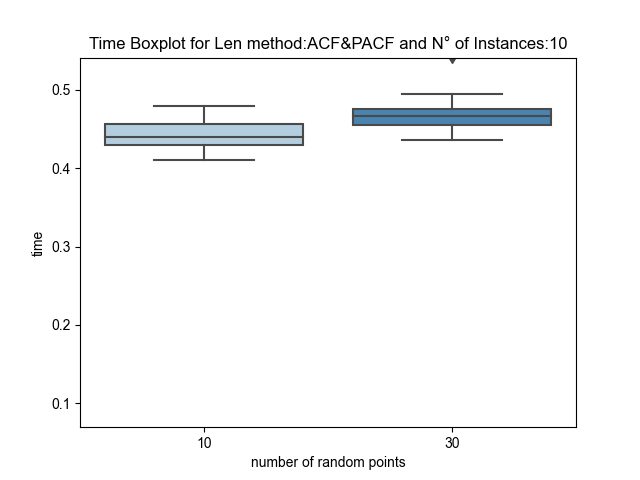 Time Boxplot for Len method:ACF&PACF and N° of Instances:10
0.5
0.4
0.3
0.2
0.1
time
10
30
number of random points